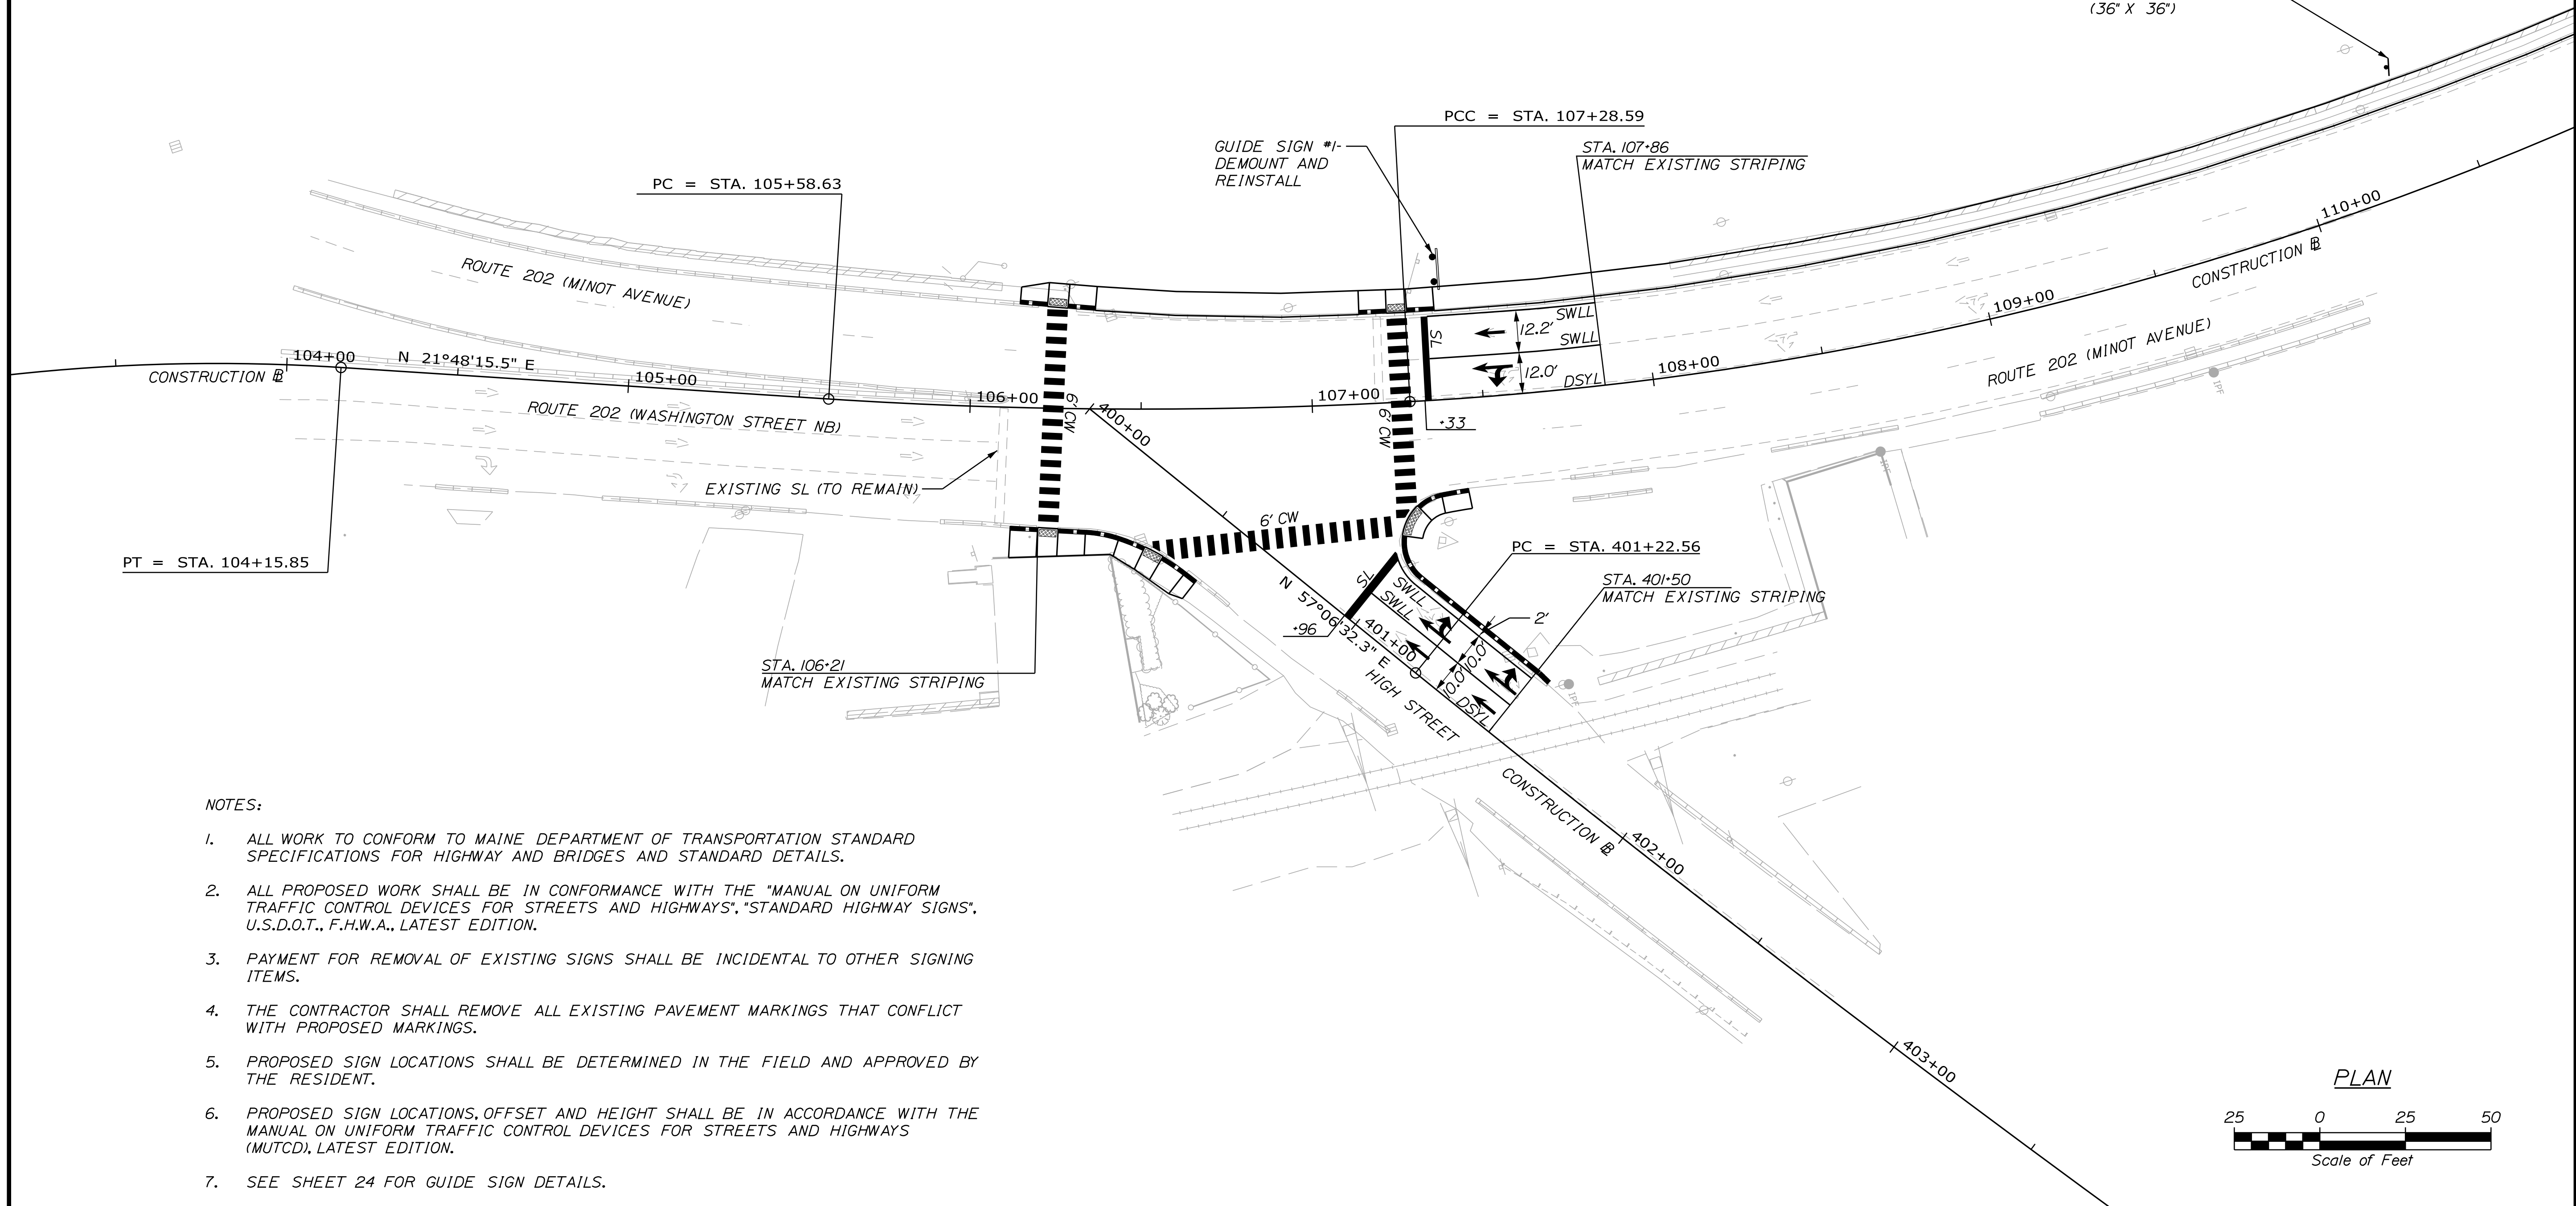 (36" X 36")
PCC = STA. 107+28.59
GUIDE SIGN #1-
DEMOUNT AND
REINSTALL
STA. 107+86
MATCH EXISTING STRIPING
PC = STA. 105+58.63
110+00
CONSTRUCTION BL
ROUTE 202 (MINOT AVENUE)
109+00
ROUTE 202 (MINOT AVENUE)
SWLL
12.2'
SWLL
SL
12.0'
DSYL
108+00
104+00
N 21°48'15.5" E
CONSTRUCTION BL
105+00
106+00
107+00
+33
6' CW
6' CW
400+00
ROUTE 202 (WASHINGTON STREET NB)
IPF
IPF
EXISTING SL (TO REMAIN)
6' CW
PT = STA. 104+15.85
PC = STA. 401+22.56
STA. 401+50
MATCH EXISTING STRIPING
SL
SWLL
SWLL
2'
+96
N 57°06'32.3" E
401+00
10.0'
10.0'
DSYL
IPF
HIGH STREET
STA. 106+21
MATCH EXISTING STRIPING
CONSTRUCTION BL
402+00
403+00
NOTES:
1. ALL WORK TO CONFORM TO MAINE DEPARTMENT OF TRANSPORTATION STANDARD
SPECIFICATIONS FOR HIGHWAY AND BRIDGES AND STANDARD DETAILS.
2. ALL PROPOSED WORK SHALL BE IN CONFORMANCE WITH THE "MANUAL ON UNIFORM
TRAFFIC CONTROL DEVICES FOR STREETS AND HIGHWAYS", "STANDARD HIGHWAY SIGNS",
U.S.D.O.T., F.H.W.A., LATEST EDITION.
3. PAYMENT FOR REMOVAL OF EXISTING SIGNS SHALL BE INCIDENTAL TO OTHER SIGNING
ITEMS.
4. THE CONTRACTOR SHALL REMOVE ALL EXISTING PAVEMENT MARKINGS THAT CONFLICT
WITH PROPOSED MARKINGS.
5. PROPOSED SIGN LOCATIONS SHALL BE DETERMINED IN THE FIELD AND APPROVED BY
THE RESIDENT.
6. PROPOSED SIGN LOCATIONS, OFFSET AND HEIGHT SHALL BE IN ACCORDANCE WITH THE
MANUAL ON UNIFORM TRAFFIC CONTROL DEVICES FOR STREETS AND HIGHWAYS
(MUTCD), LATEST EDITION.
7. SEE SHEET 24 FOR GUIDE SIGN DETAILS.
PLAN
25 0 25 50
Scale of Feet